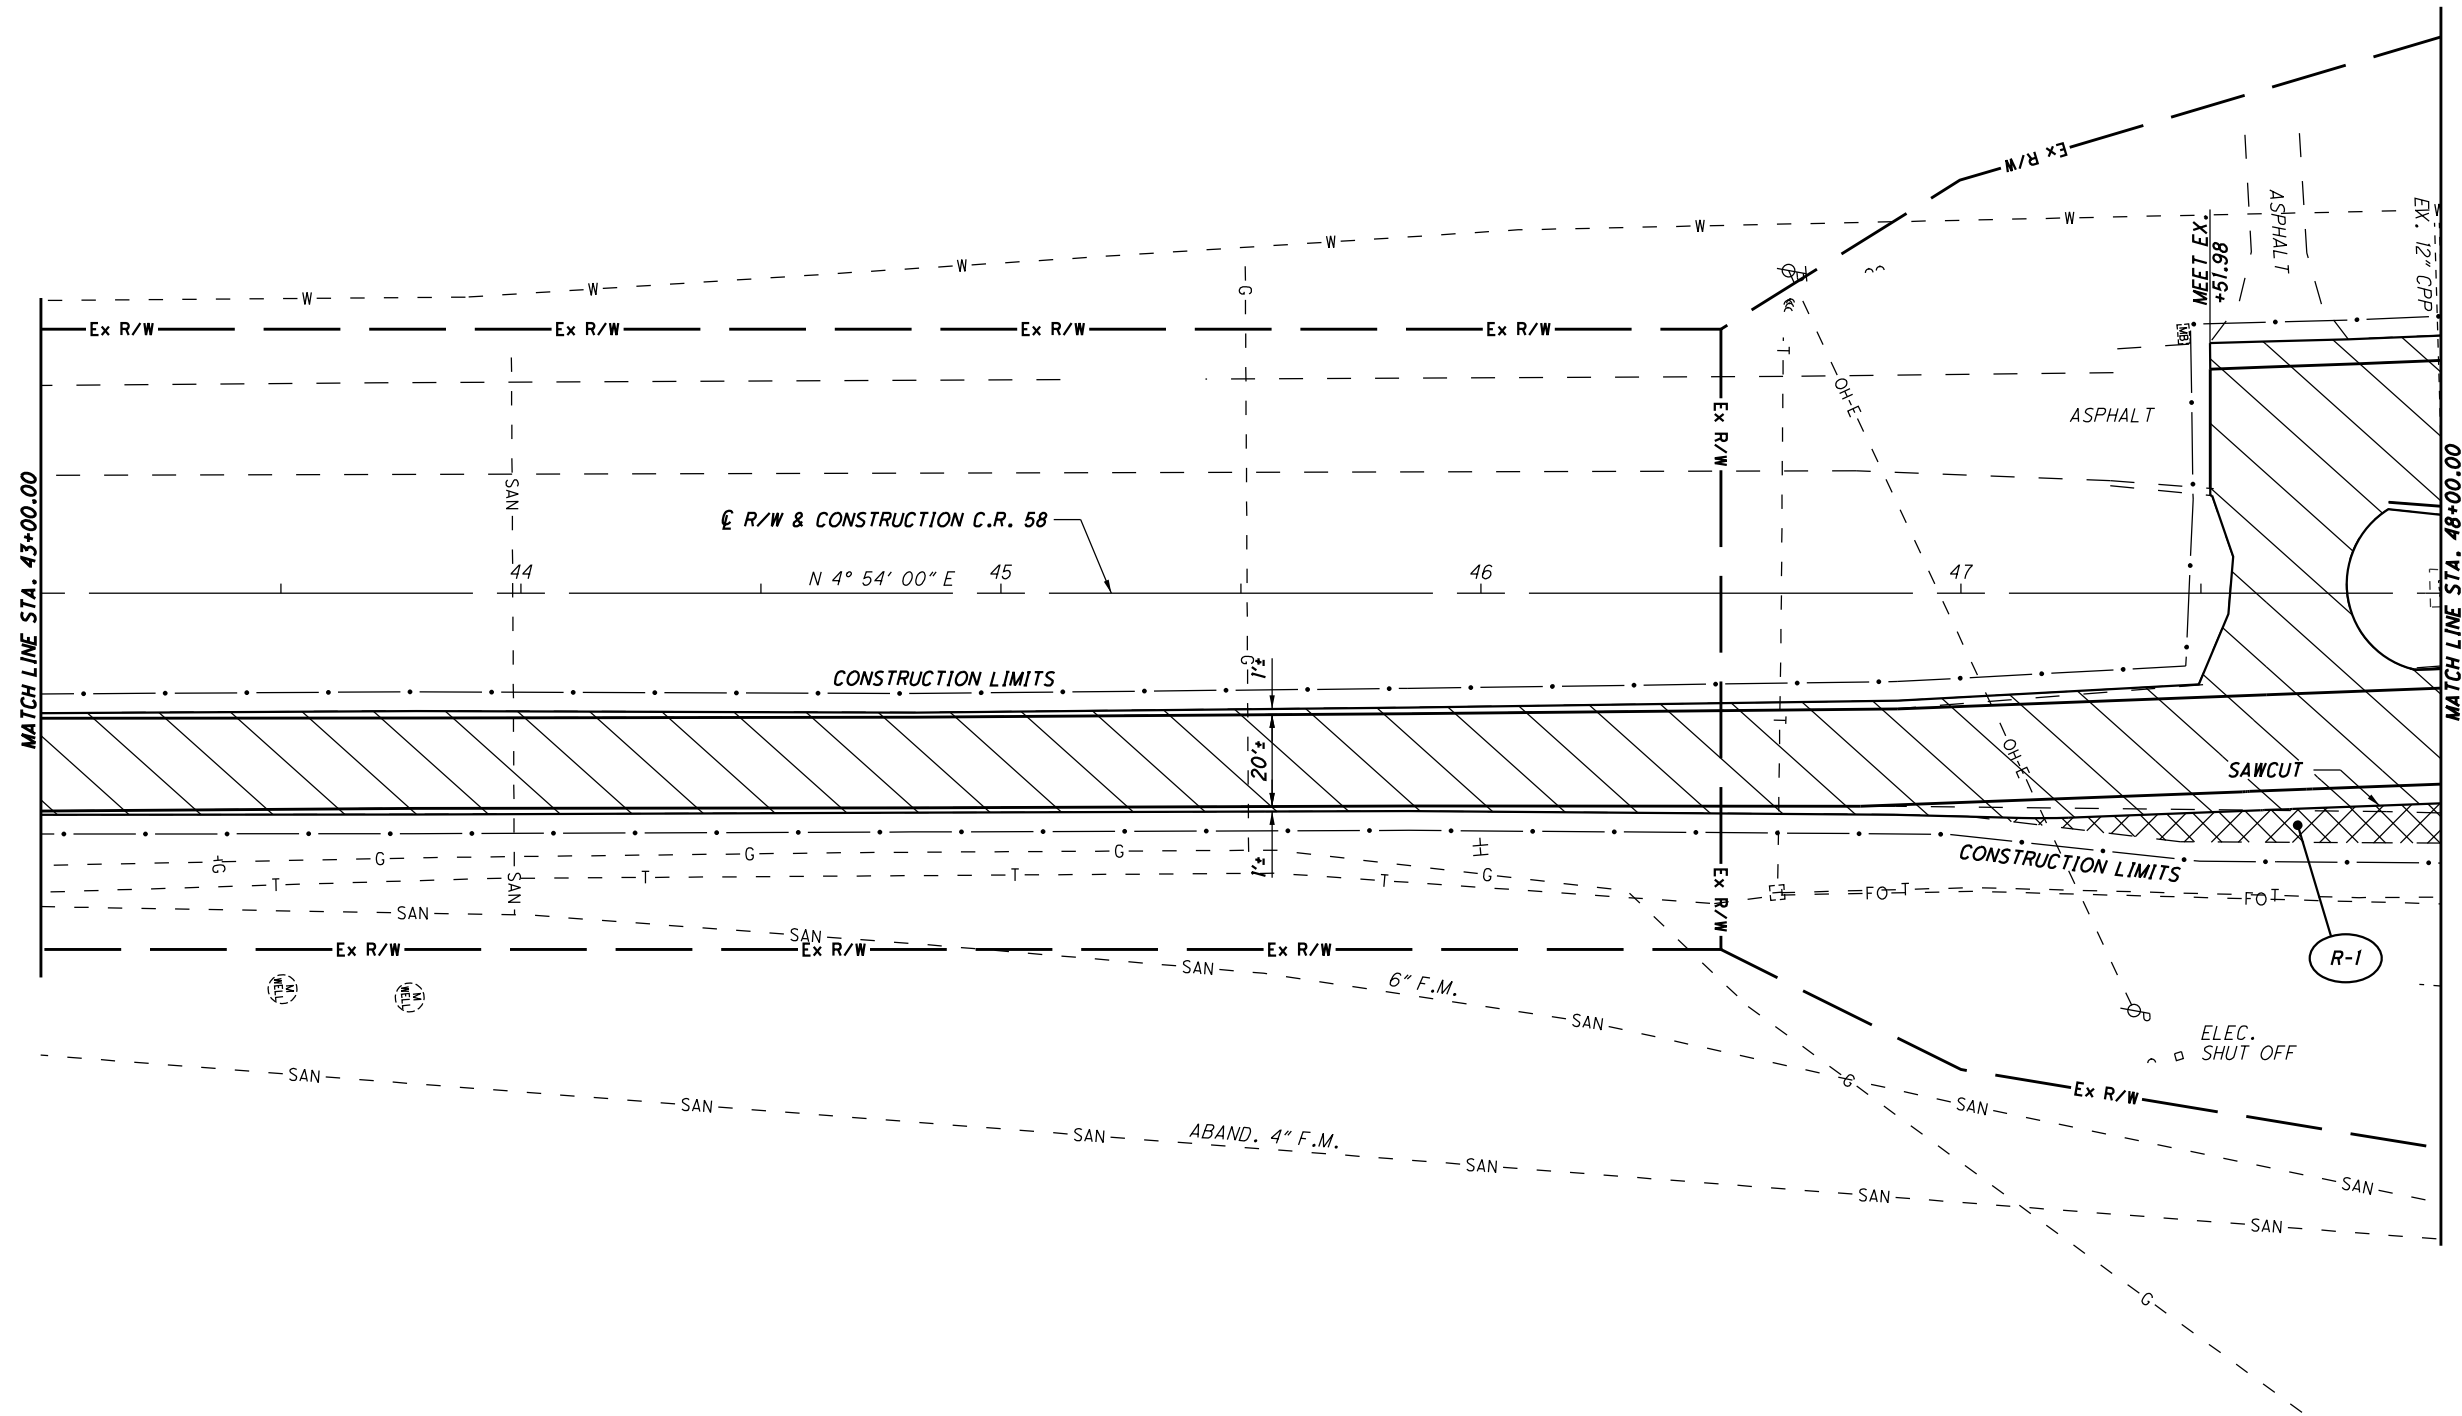 Ex R/W
W
ASPHALT
EX. 12" CPP
MEET EX.
+51.98
W
W
W
W
W
W
W
G
Ex R/W
Ex R/W
Ex R/W
Ex R/W
MB
T
OH-E
ASPHALT
Ex R/W
SAN
MATCH LINE STA. 43+00.00
MATCH LINE STA. 48+00.00
℄ R/W & CONSTRUCTION C.R. 58
44
N 4° 54' 00" E
45
46
47
CONSTRUCTION LIMITS
G
1'±
T
20'±
OH-E
SAWCUT
G
G
G
G
G
1'±
CONSTRUCTION LIMITS
T
T
T
T
FO
T
FO
T
SAN
SAN
SAN
Ex R/W
Ex R/W
Ex R/W
Ex R/W
R-1
M
WELL
M
WELL
SAN
6" F.M.
SAN
ELEC.
SHUT OFF
SAN
SAN
SAN
ABAND. 4" F.M.
G
SAN
Ex R/W
SAN
SAN
SAN
SAN
G